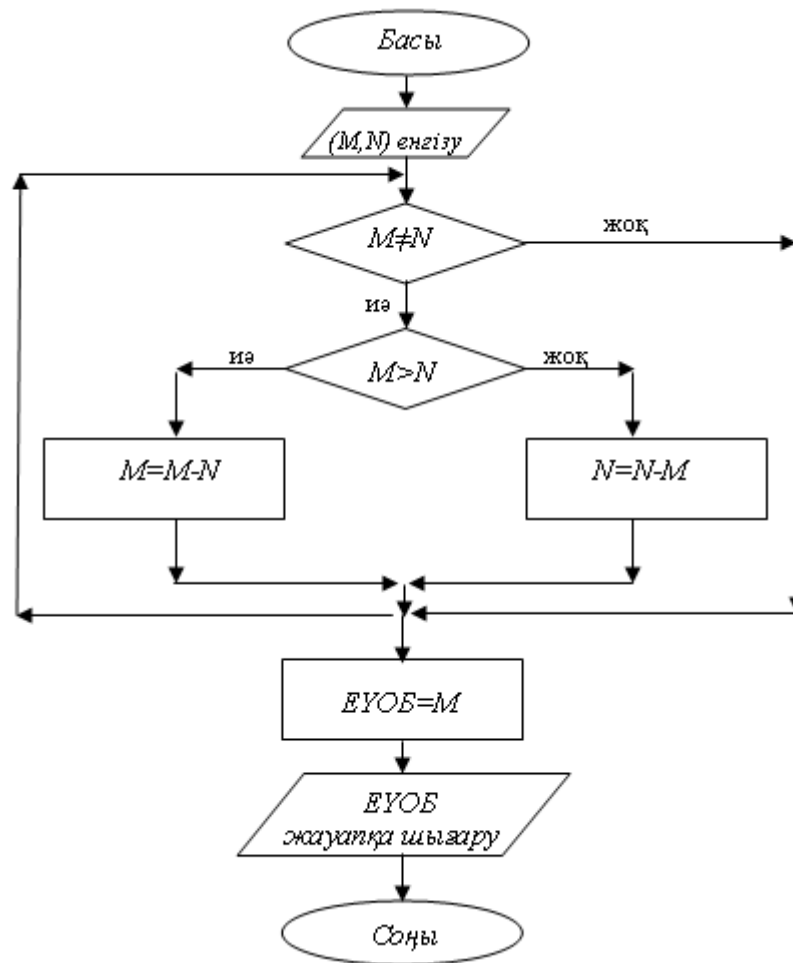 Басы
(M,N) енгізу
M≠N
жоқ
иә
иә
M>N
жоқ
M=M-N
N=N-M
ЕҮОБ=M
ЕҮОБ
жауапқа шығару
Соңы